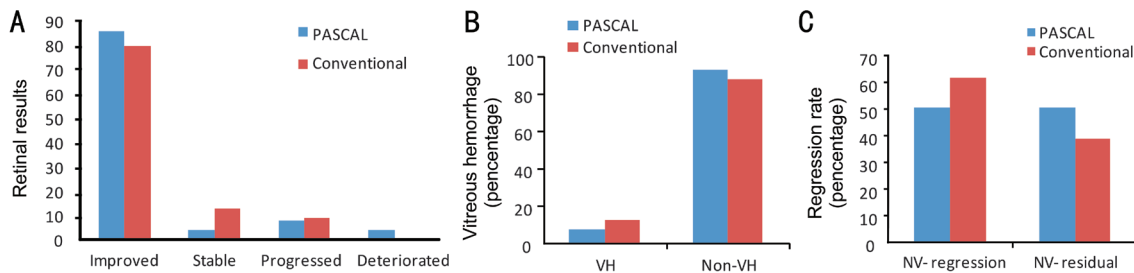 A
Retinal results
90
80
70
60
50
40
30
20
10
0
PASCAL
Conventional
Improved
Stable
Progressed
Deteriorated
B
Vitreous hemorrhage
(pencentage)
PASCAL
Conventional
100
80
60
40
20
0
VH
Non-VH
C
Regression rate
(pencentage)
PASCAL
Conventional
70
60
50
40
30
20
10
0
NV- regression
NV- residual